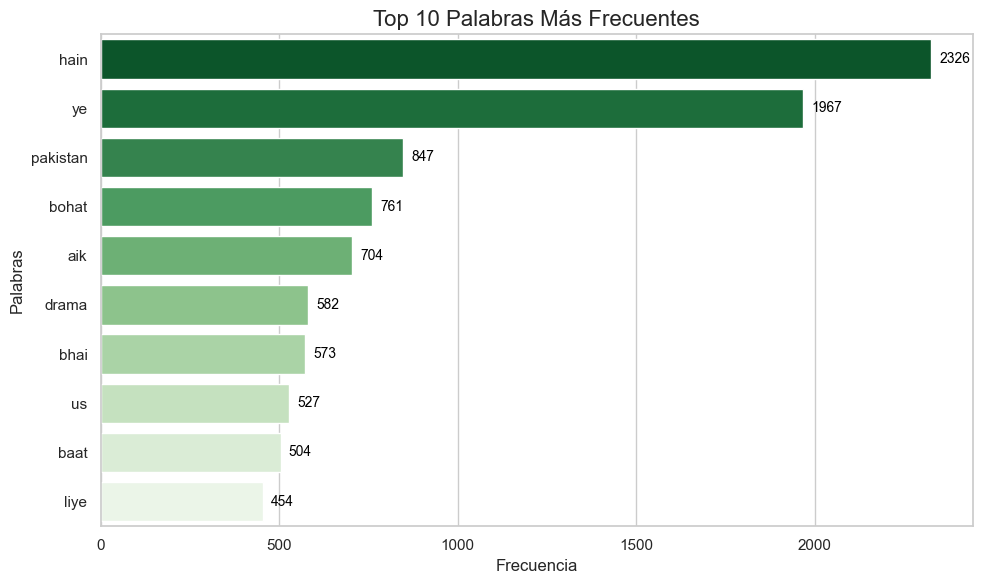 Top 10 Palabras Más Frecuentes
hain 2326
ye 1967
pakistan 847
bohat 761
aik 704
drama 582
bhai 573
us 527
baat 504
liye 454
Palabras
0 500 1000 1500 2000
Frecuencia